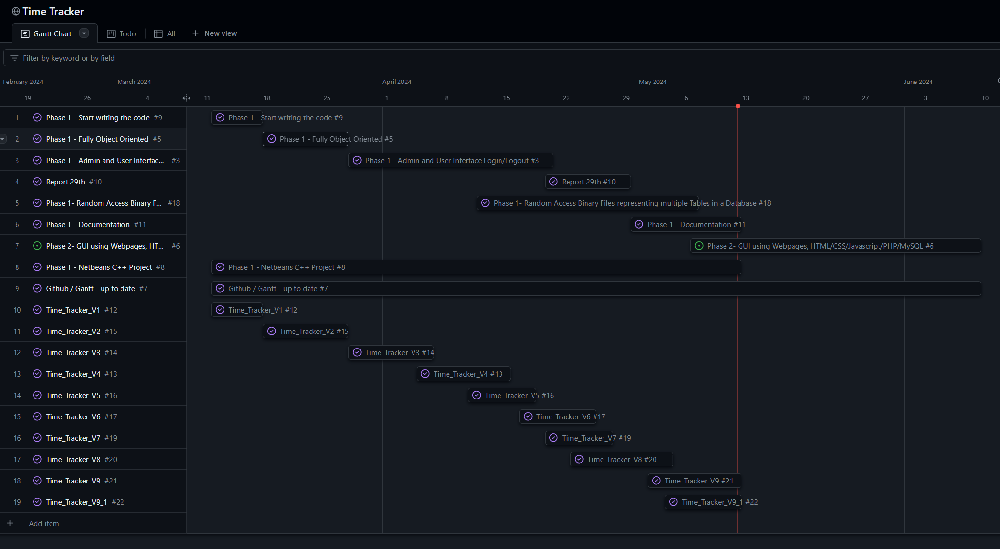 Time Tracker
Gantt Chart Todo All New view
Filter by keyword or by field
February 2024 March 2024 April 2024 May 2024 June 2024
19 26 4 11 18 25 1 8 15 22 29 6 13 20 27 3 10
1 Phase 1 - Start writing the code #9 Phase 1 - Start writing the code #9
2 Phase 1 - Fully Object Oriented #5 Phase 1 - Fully Object Oriented #5
3 Phase 1 - Admin and User Interfac... #3 Phase 1 - Admin and User Interface Login/Logout #3
4 Report 29th #10 Report 29th #10
5 Phase 1- Random Access Binary F... #18 Phase 1- Random Access Binary Files representing multiple Tables in a Database #18
6 Phase 1 - Documentation #11 Phase 1 - Documentation #11
7 Phase 2- GUI using Webpages, HT... #6 Phase 2- GUI using Webpages, HTML/CSS/Javascript/PHP/MySQL #6
8 Phase 1 - Netbeans C++ Project #8 Phase 1 - Netbeans C++ Project #8
9 Github / Gantt - up to date #7 Github / Gantt - up to date #7
10 Time_Tracker_V1 #12 Time_Tracker_V1 #12
11 Time_Tracker_V2 #15 Time_Tracker_V2 #15
12 Time_Tracker_V3 #14 Time_Tracker_V3 #14
13 Time_Tracker_V4 #13 Time_Tracker_V4 #13
14 Time_Tracker_V5 #16 Time_Tracker_V5 #16
15 Time_Tracker_V6 #17 Time_Tracker_V6 #17
16 Time_Tracker_V7 #19 Time_Tracker_V7 #19
17 Time_Tracker_V8 #20 Time_Tracker_V8 #20
18 Time_Tracker_V9 #21 Time_Tracker_V9 #21
19 Time_Tracker_V9_1 #22 Time_Tracker_V9_1 #22
Add item